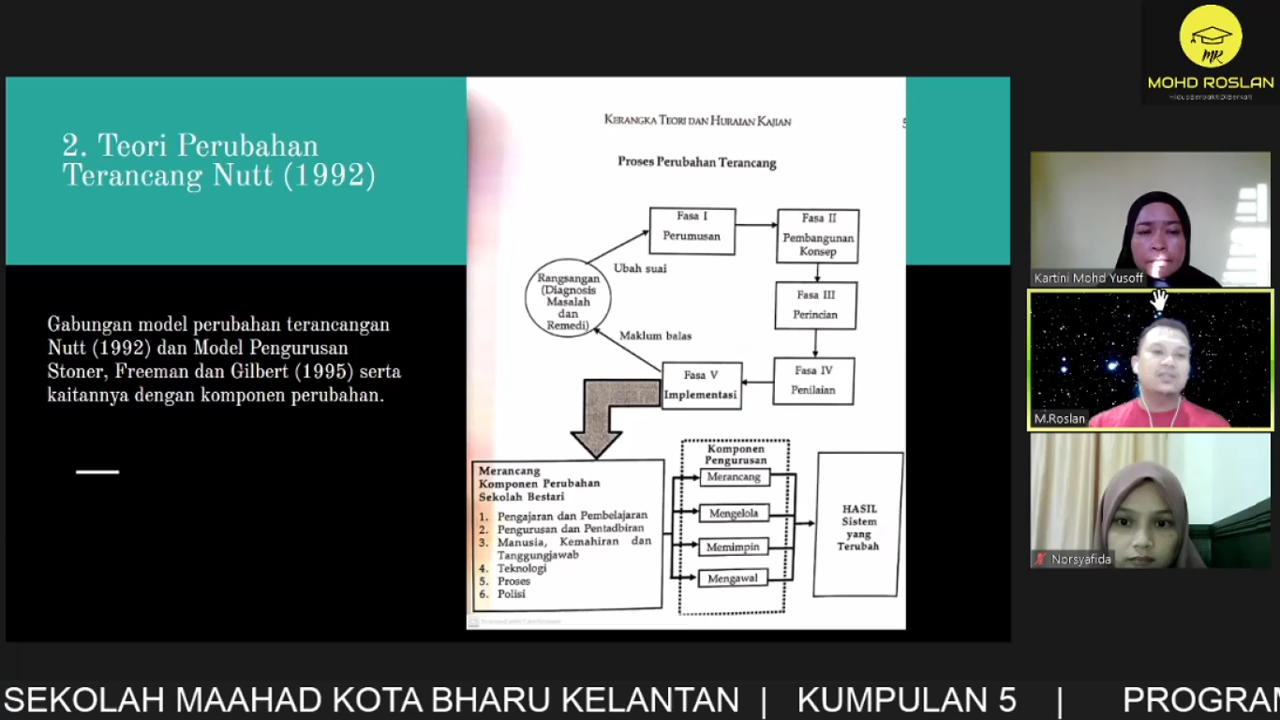 MR
MOHD ROSLAN
2. Teori Perubahan
Terancang Nutt (1992)
Gabungan model perubahan terancangan
Nutt (1992) dan Model Pengurusan
Stoner, Freeman dan Gilbert (1995) serta
kaitannya dengan komponen perubahan.
KERANGKA TEORI DAN HURAIAN KAJIAN
Proses Perubahan Terancang
Fasa I
Perumusan
Fasa II
Pembangunan
Konsep
Ubah suai
Rangsangan
(Diagnosis
Masalah
dan
Remedi)
Fasa III
Perincian
Maklum balas
Fasa IV
Penilaian
Fasa V
Implementasi
Merancang
Komponen Perubahan
Sekolah Bestari
1. Pengajaran dan Pembelajaran
2. Pengurusan dan Pentadbiran
3. Manusia, Kemahiran dan
Tanggungjawab
4. Teknologi
5. Proses
6. Polisi
Komponen
Pengurusan
Merancang
Mengelola
Memimpin
Mengawal
HASIL
Sistem
yang
Terubah
Kartini Mohd Yusoff
M.Roslan
Norsyafida
SEKOLAH MAAHAD KOTA BHARU KELANTAN | KUMPULAN 5 | PROGRAM